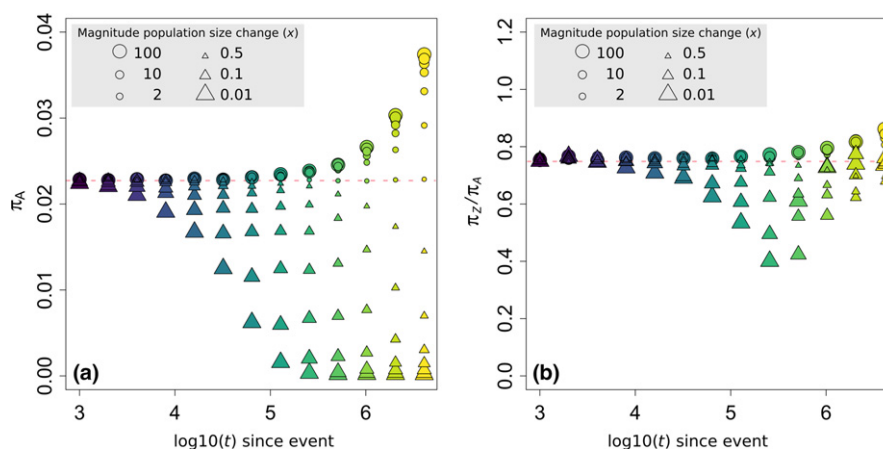 0.04
0.03
0.02
0.01
0.00
πA
Magnitude population size change (x)
100 0.5
10 0.1
2 0.01
(a)
3 4 5 6
log10(t) since event
1.2
1.0
0.8
0.6
0.4
0.2
0.0
πZ/πA
Magnitude population size change (x)
100 0.5
10 0.1
2 0.01
(b)
3 4 5 6
log10(t) since event